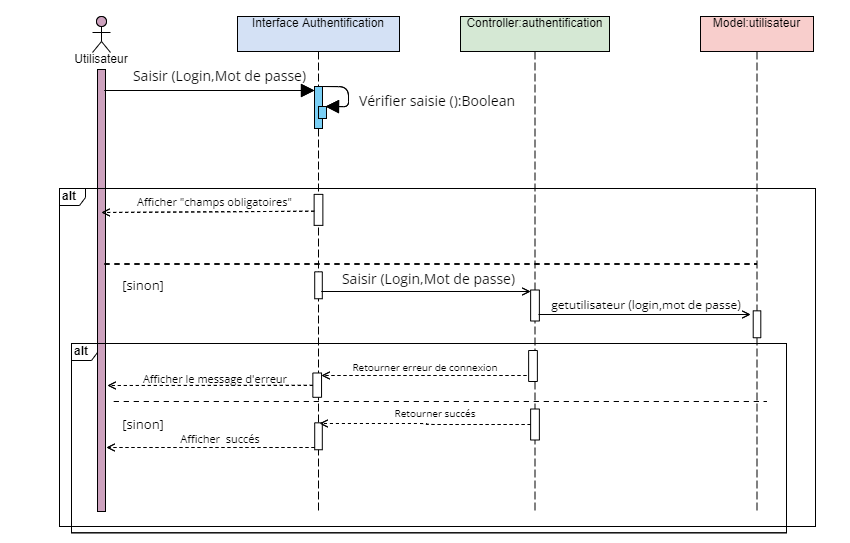 Interface Authentification
Controller:authentification
Model:utilisateur
Utilisateur
Saisir (Login,Mot de passe)
Vérifier saisie ():Boolean
alt
Afficher "champs obligatoires"
[sinon]
Saisir (Login,Mot de passe)
getutilisateur (login,mot de passe)
alt
Retourner erreur de connexion
Afficher le message d'erreur
Retourner succés
[sinon]
Afficher succés